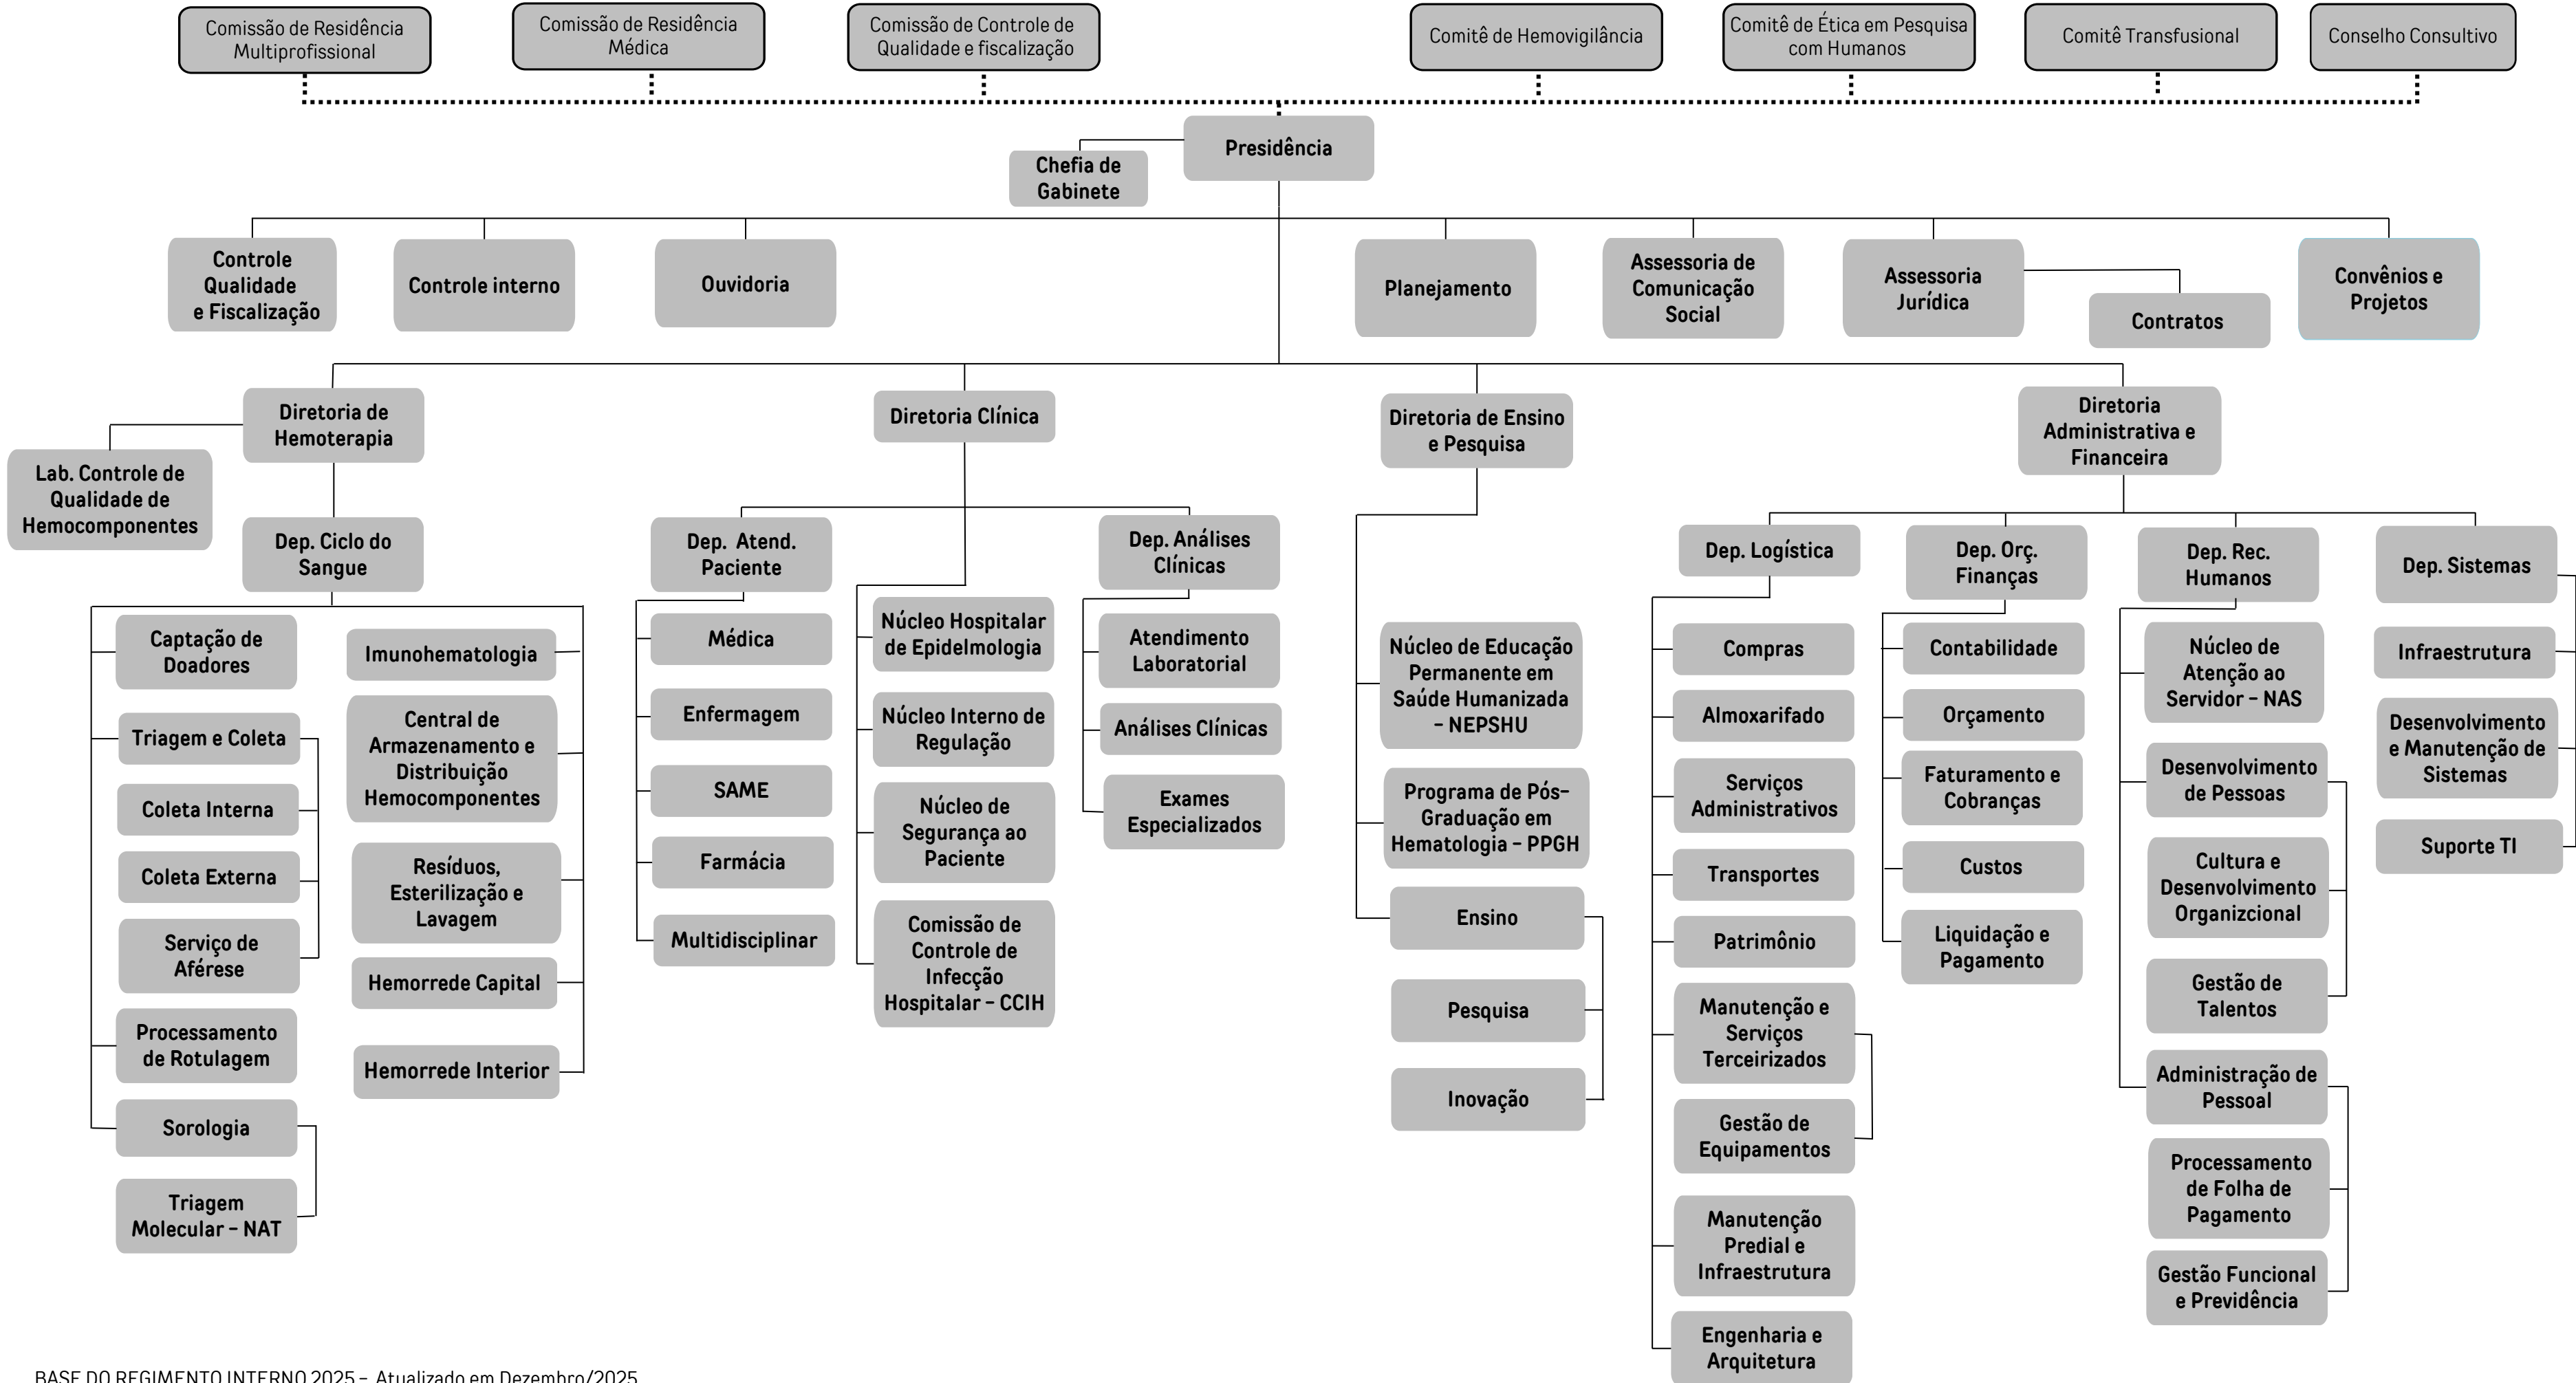 Comissão de Residência
Multiprofissional
Comissão de Residência
Médica
Comissão de Controle de
Qualidade e fiscalização
Comitê de Hemovigilância
Comitê de Ética em Pesquisa
com Humanos
Comitê Transfusional
Conselho Consultivo
Presidência
Chefia de
Gabinete
Controle
Qualidade
e Fiscalização
Controle interno
Ouvidoria
Planejamento
Assessoria de
Comunicação
Social
Assessoria
Jurídica
Contratos
Convênios e
Projetos
Diretoria de
Hemoterapia
Diretoria Clínica
Diretoria de Ensino
e Pesquisa
Diretoria
Administrativa e
Financeira
Lab. Controle de
Qualidade de
Hemocomponentes
Dep. Ciclo do
Sangue
Captação de
Doadores
Triagem e Coleta
Coleta Interna
Coleta Externa
Serviço de
Aférese
Processamento
de Rotulagem
Sorologia
Triagem
Molecular – NAT
Imunohematologia
Central de
Armazenamento e
Distribuição
Hemocomponentes
Resíduos,
Esterilização e
Lavagem
Hemorrede Capital
Hemorrede Interior
Dep. Atend.
Paciente
Médica
Enfermagem
SAME
Farmácia
Multidisciplinar
Núcleo Hospitalar
de Epidelmologia
Núcleo Interno de
Regulação
Núcleo de
Segurança ao
Paciente
Comissão de
Controle de
Infecção
Hospitalar – CCIH
Dep. Análises
Clínicas
Atendimento
Laboratorial
Análises Clínicas
Exames
Especializados
Núcleo de Educação
Permanente em
Saúde Humanizada
– NEPSHU
Programa de Pós–
Graduação em
Hematologia – PPGH
Ensino
Pesquisa
Inovação
Dep. Logística
Compras
Almoxarifado
Serviços
Administrativos
Transportes
Patrimônio
Manutenção e
Serviços
Terceirizados
Gestão de
Equipamentos
Manutenção
Predial e
Infraestrutura
Engenharia e
Arquitetura
Dep. Orç.
Finanças
Contabilidade
Orçamento
Faturamento e
Cobranças
Custos
Liquidação e
Pagamento
Dep. Rec.
Humanos
Núcleo de
Atenção ao
Servidor – NAS
Desenvolvimento
de Pessoas
Cultura e
Desenvolvimento
Organizcional
Gestão de
Talentos
Administração de
Pessoal
Processamento
de Folha de
Pagamento
Gestão Funcional
e Previdência
Dep. Sistemas
Infraestrutura
Desenvolvimento
e Manutenção de
Sistemas
Suporte TI
BASE DO REGIMENTO INTERNO 2025 – Atualizado em Dezembro/2025